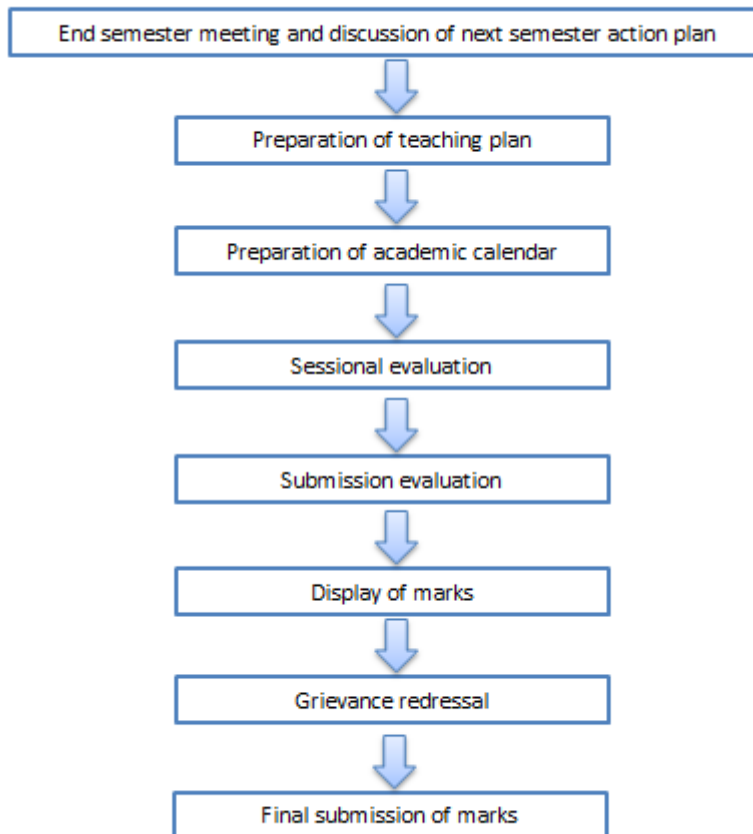 End semester meeting and discussion of next semester action plan
Preparation of teaching plan
Preparation of academic calendar
Sessional evaluation
Submission evaluation
Display of marks
Grievance redressal
Final submission of marks